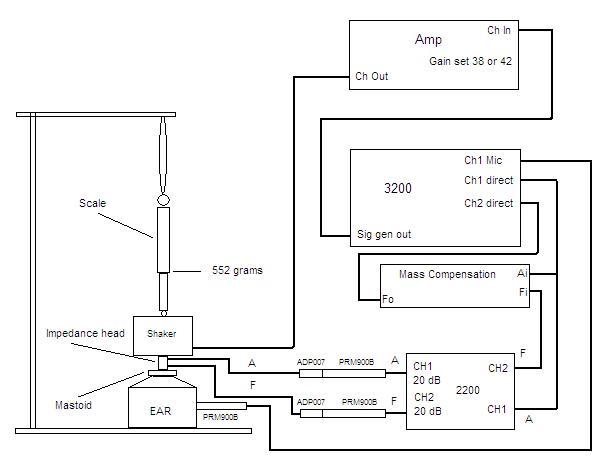 Ch In
Amp
Gain set 38 or 42
Ch Out
Ch1 Mic
3200
Ch1 direct
Ch2 direct
Sig gen out
Scale
552 grams
Mass Compensation
Ai
Fi
Fo
Shaker
Impedance head
A
F
ADP007
PRM900B
A
CH1
20 dB
CH2
20 dB
2200
CH2
CH1
F
A
ADP007
PRM900B
F
Mastoid
EAR
PRM900B